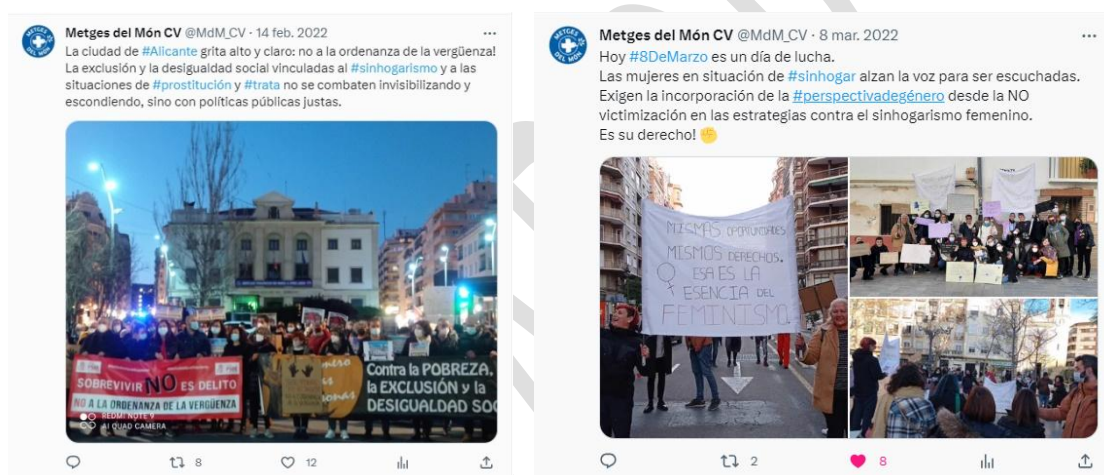 Metges del Món CV @MdM_CV · 14 feb. 2022
La ciudad de #Alicante grita alto y claro: no a la ordenanza de la vergüenza!
La exclusión y la desigualdad social vinculadas al #sinhogarismo y a las
situaciones de #prostitución y #trata no se combaten invisibilizando y
escondiendo, sino con políticas públicas justas.
SOBREVIVIR NO ES DELITO
NO A LA ORDENANZA DE LA VERGÜENZA
Contra la POBREZA,
la EXCLUSIÓN y la
DESIGUALDAD SOC
REDMI NOTE 9
AI QUAD CAMERA
8
12
Metges del Món CV @MdM_CV · 8 mar. 2022
Hoy #8DeMarzo es un día de lucha.
Las mujeres en situación de #sinhogar alzan la voz para ser escuchadas.
Exigen la incorporación de la #perspectivadegénero desde la NO
victimización en las estrategias contra el sinhogarismo femenino.
Es su derecho! ✊
MISMAS OPORTUNIDADES
MISMOS DERECHOS.
ESA ES LA
ESENCIA DEL
FEMINISMO
2
8